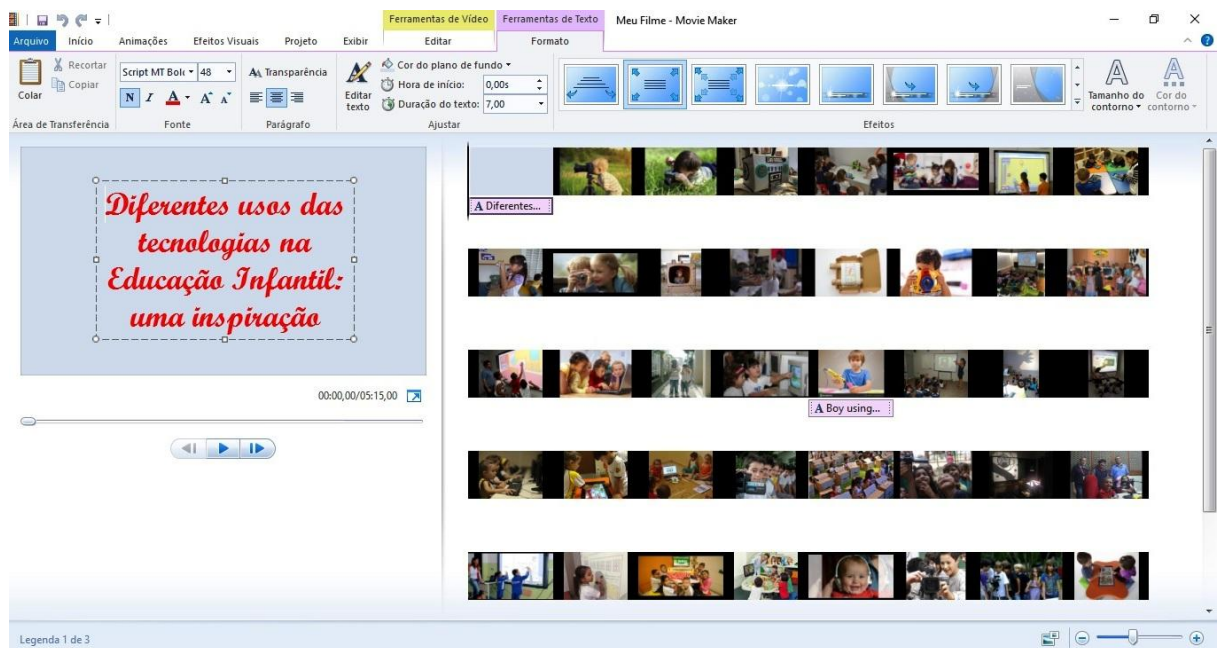 Ferramentas de Vídeo Ferramentas de Texto Meu Filme - Movie Maker
Arquivo Início Animações Efeitos Visuais Projeto Exibir Editar Formato
Colar
Recortar
Copiar
Área de Transferência
Script MT Bolc 48
N I A A A
Fonte
Transparência
Parágrafo
Editar texto
Cor do plano de fundo
Hora de início: 0,00s
Duração do texto: 7,00
Ajustar
Efeitos
Tamanho do contorno
Cor do contorno
Diferentes usos das
tecnologias na
Educação Infantil:
uma inspiração
00:00,00/05:15,00
A Diferentes...
A Boy using...
Legenda 1 de 3